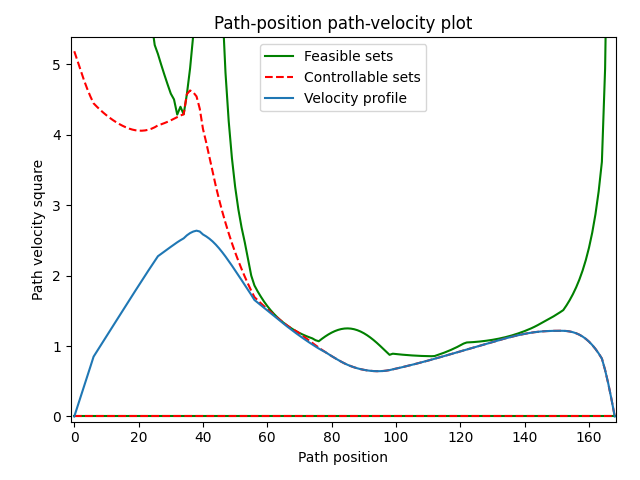 Path-position path-velocity plot
Feasible sets
Controllable sets
Velocity profile
Path velocity square
5
4
3
2
1
0
0 20 40 60 80 100 120 140 160
Path position